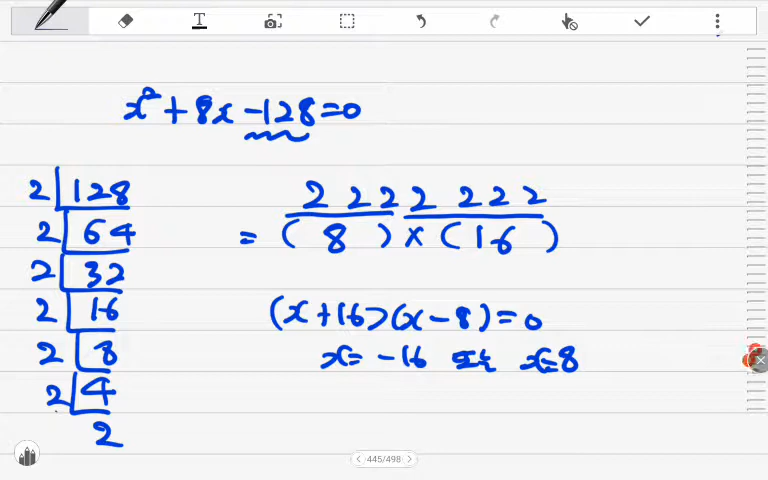 x² + 8x - 128 = 0
2 128
2 64
2 32
2 16
2 8
2 4
2
2 2 2 2 2 2 2
= ( 8 ) × ( 16 )
(x + 16)(x - 8) = 0
x = -16 x = 8
445/498